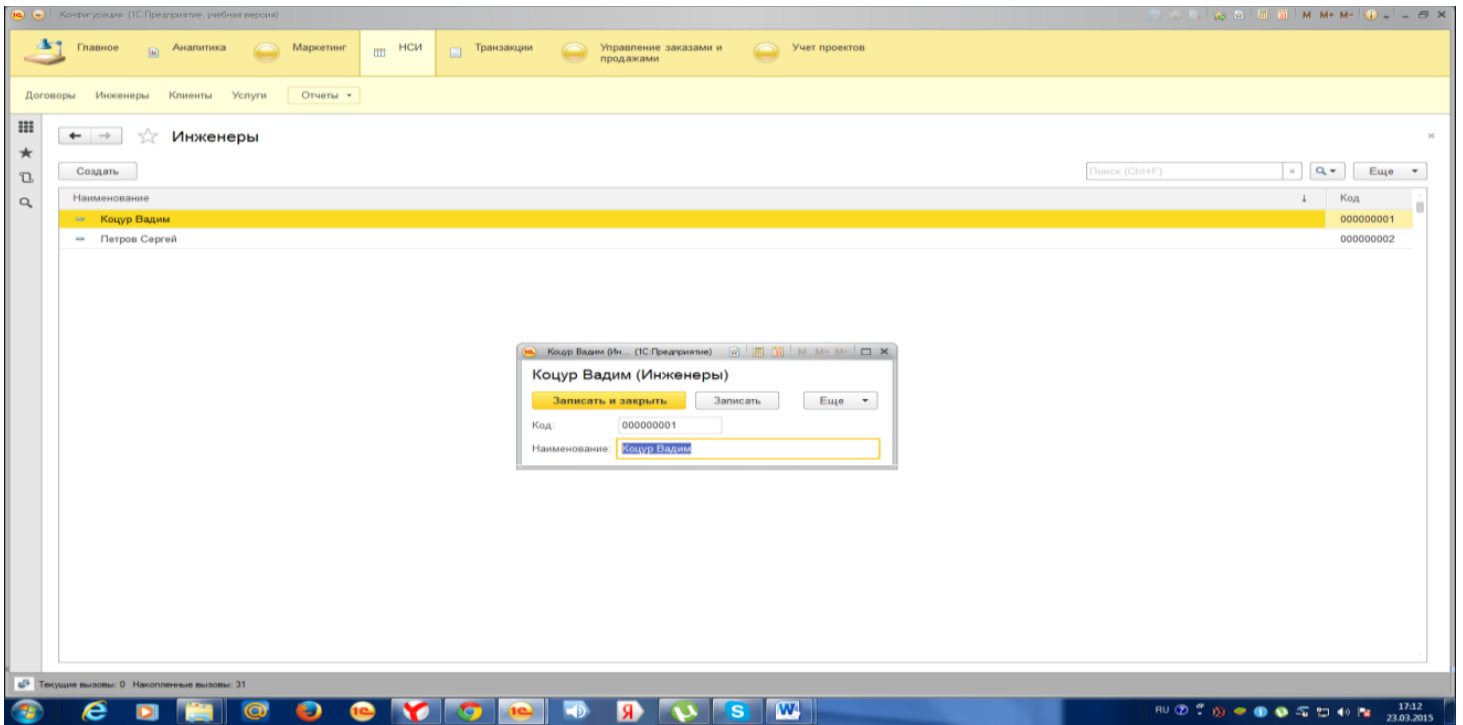 Конфигурация (1С:Предприятие, учебная версия)
M M+ M-
Главное Аналитика Маркетинг НСИ Транзакции Управление заказами и продажами Учет проектов
Договоры Инженеры Клиенты Услуги Отчеты
Инженеры
Создать Поиск (Ctrl+F) Еще
Наименование Код
Коцур Вадим 000000001
Петров Сергей 000000002
Коцур Вадим (Ин... (1С:Предприятие) M M+ M-
Коцур Вадим (Инженеры)
Записать и закрыть Записать Еще
Код: 000000001
Наименование: Коцур Вадим
Текущие вызовы: 0 Накопленные вызовы: 31
RU 17:12
23.03.2015